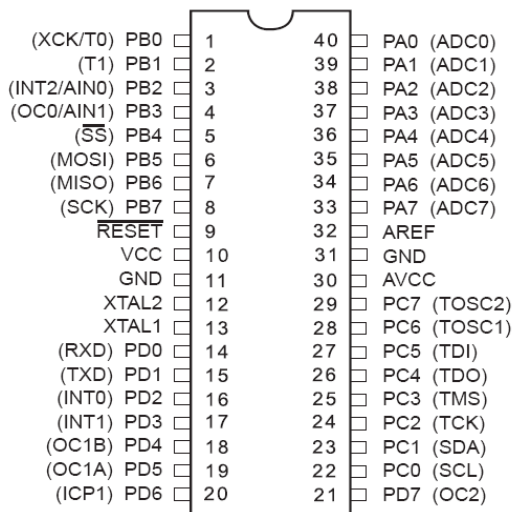 (XCK/T0) PB0 1 40 PA0 (ADC0)
(T1) PB1 2 39 PA1 (ADC1)
(INT2/AIN0) PB2 3 38 PA2 (ADC2)
(OC0/AIN1) PB3 4 37 PA3 (ADC3)
(SS) PB4 5 36 PA4 (ADC4)
(MOSI) PB5 6 35 PA5 (ADC5)
(MISO) PB6 7 34 PA6 (ADC6)
(SCK) PB7 8 33 PA7 (ADC7)
RESET 9 32 AREF
VCC 10 31 GND
GND 11 30 AVCC
XTAL2 12 29 PC7 (TOSC2)
XTAL1 13 28 PC6 (TOSC1)
(RXD) PD0 14 27 PC5 (TDI)
(TXD) PD1 15 26 PC4 (TDO)
(INT0) PD2 16 25 PC3 (TMS)
(INT1) PD3 17 24 PC2 (TCK)
(OC1B) PD4 18 23 PC1 (SDA)
(OC1A) PD5 19 22 PC0 (SCL)
(ICP1) PD6 20 21 PD7 (OC2)